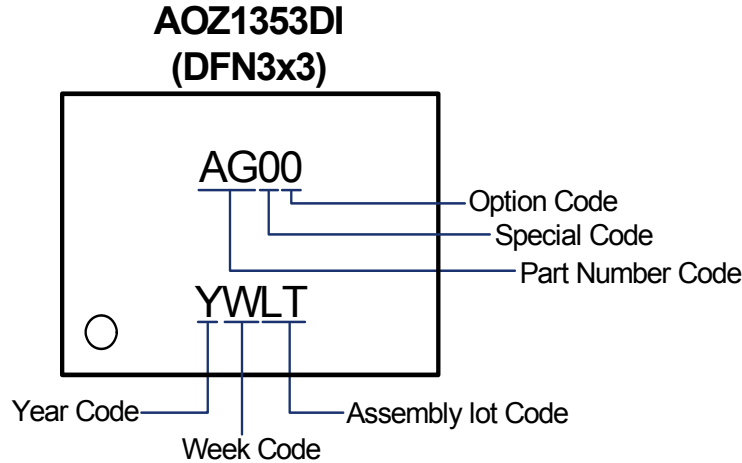 AOZ1353DI
(DFN3x3)
AG00
Option Code
Special Code
Part Number Code
YWLT
Year Code
Assembly lot Code
Week Code